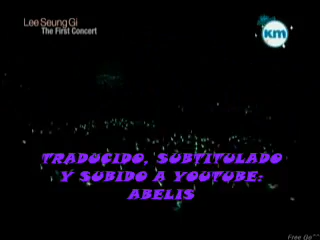 Lee Seung Gi
The First Concert
km
TRADUCIDO, SUBTITULADO
Y SUBIDO A YOUTUBE:
ABELIS